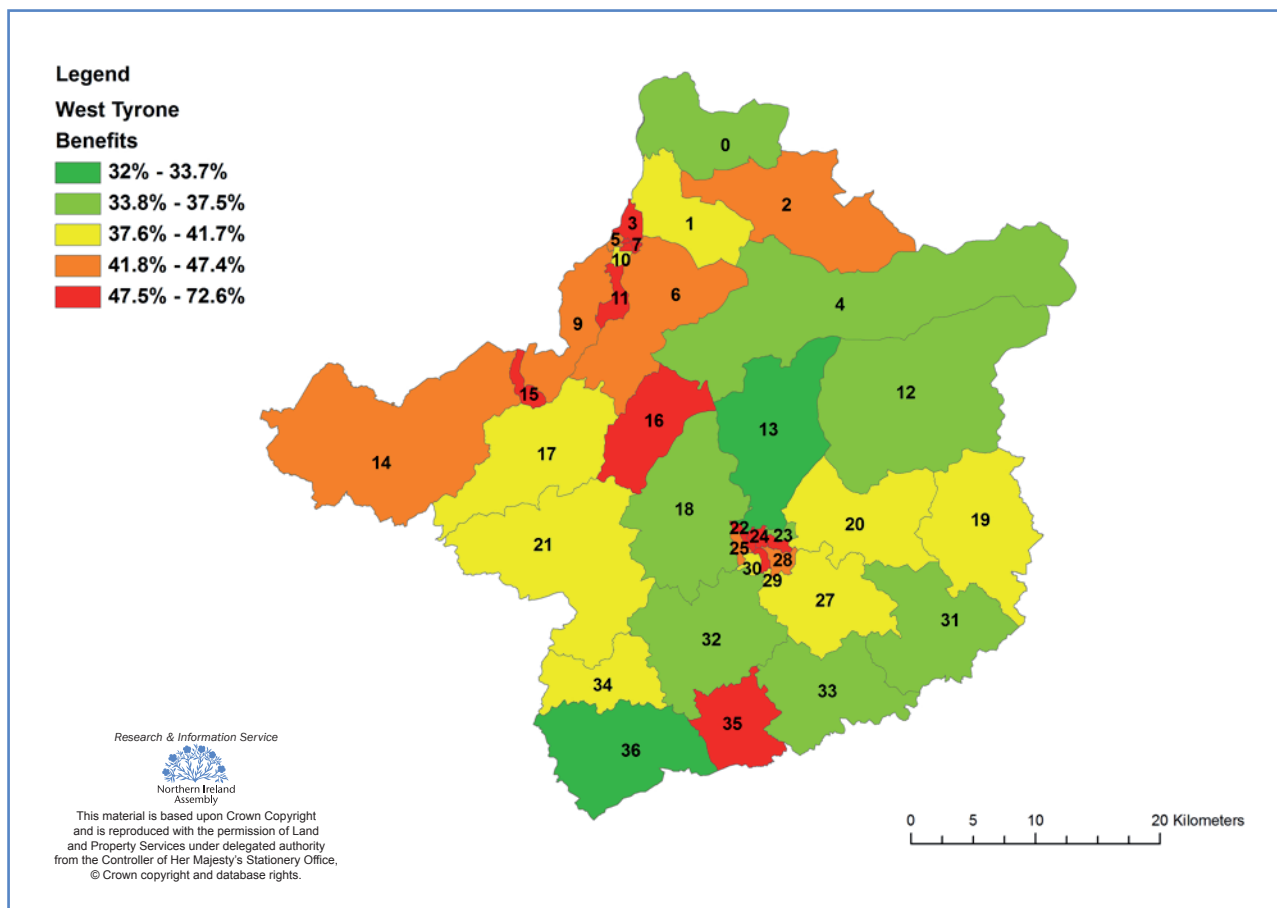 Legend
West Tyrone
Benefits
32% - 33.7%
33.8% - 37.5%
37.6% - 41.7%
41.8% - 47.4%
47.5% - 72.6%
0
1
2
3
5
7
10
6
4
11
9
12
15
16
13
14
17
18
19
20
21
22
24
23
25
28
30
29
27
31
32
34
33
35
36
Research & Information Service
Northern Ireland
Assembly
This material is based upon Crown Copyright
and is reproduced with the permission of Land
and Property Services under delegated authority
from the Controller of Her Majesty's Stationery Office,
© Crown copyright and database rights.
0 5 10 20 Kilometers